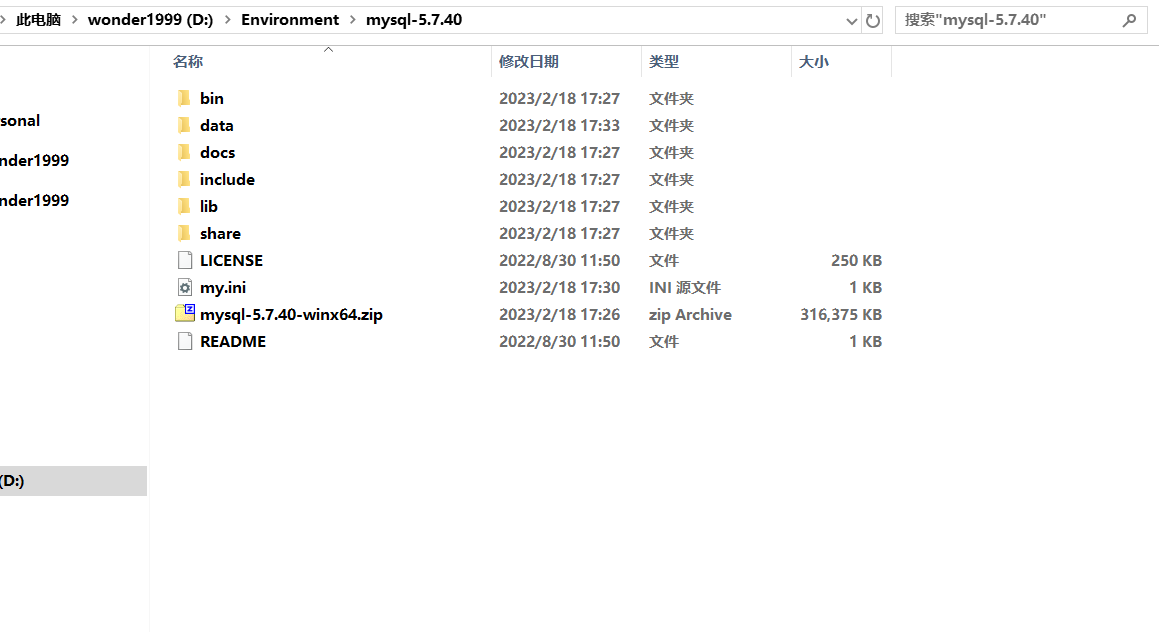 此电脑 > wonder1999 (D:) > Environment > mysql-5.7.40 搜索"mysql-5.7.40"
名称 修改日期 类型 大小
bin 2023/2/18 17:27 文件夹
data 2023/2/18 17:33 文件夹
docs 2023/2/18 17:27 文件夹
include 2023/2/18 17:27 文件夹
lib 2023/2/18 17:27 文件夹
share 2023/2/18 17:27 文件夹
LICENSE 2022/8/30 11:50 文件 250 KB
my.ini 2023/2/18 17:30 INI 源文件 1 KB
mysql-5.7.40-winx64.zip 2023/2/18 17:26 zip Archive 316,375 KB
README 2022/8/30 11:50 文件 1 KB
sonal
nder1999
nder1999
(D:)